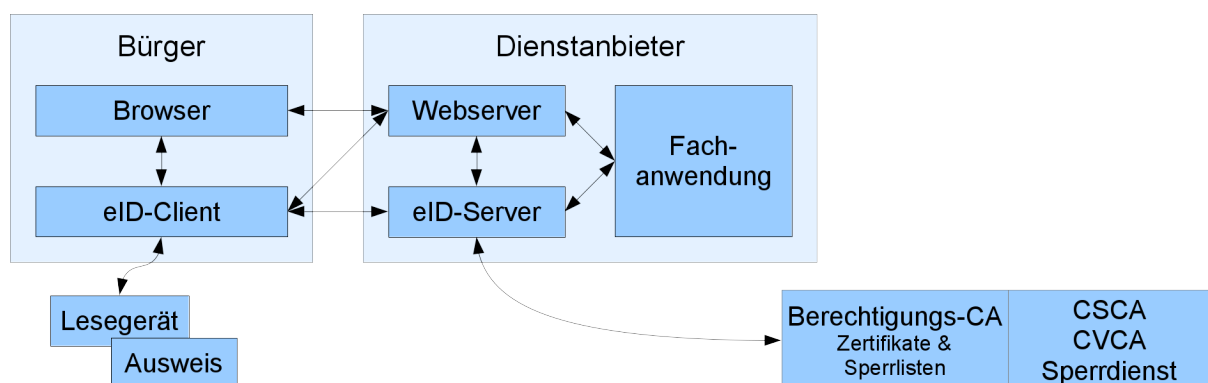 Bürger
Browser
eID-Client
Lesegerät
Ausweis
Dienstanbieter
Webserver
eID-Server
Fach-
anwendung
Berechtigungs-CA
Zertifikate &
Sperrlisten
CSCA
CVCA
Sperrdienst